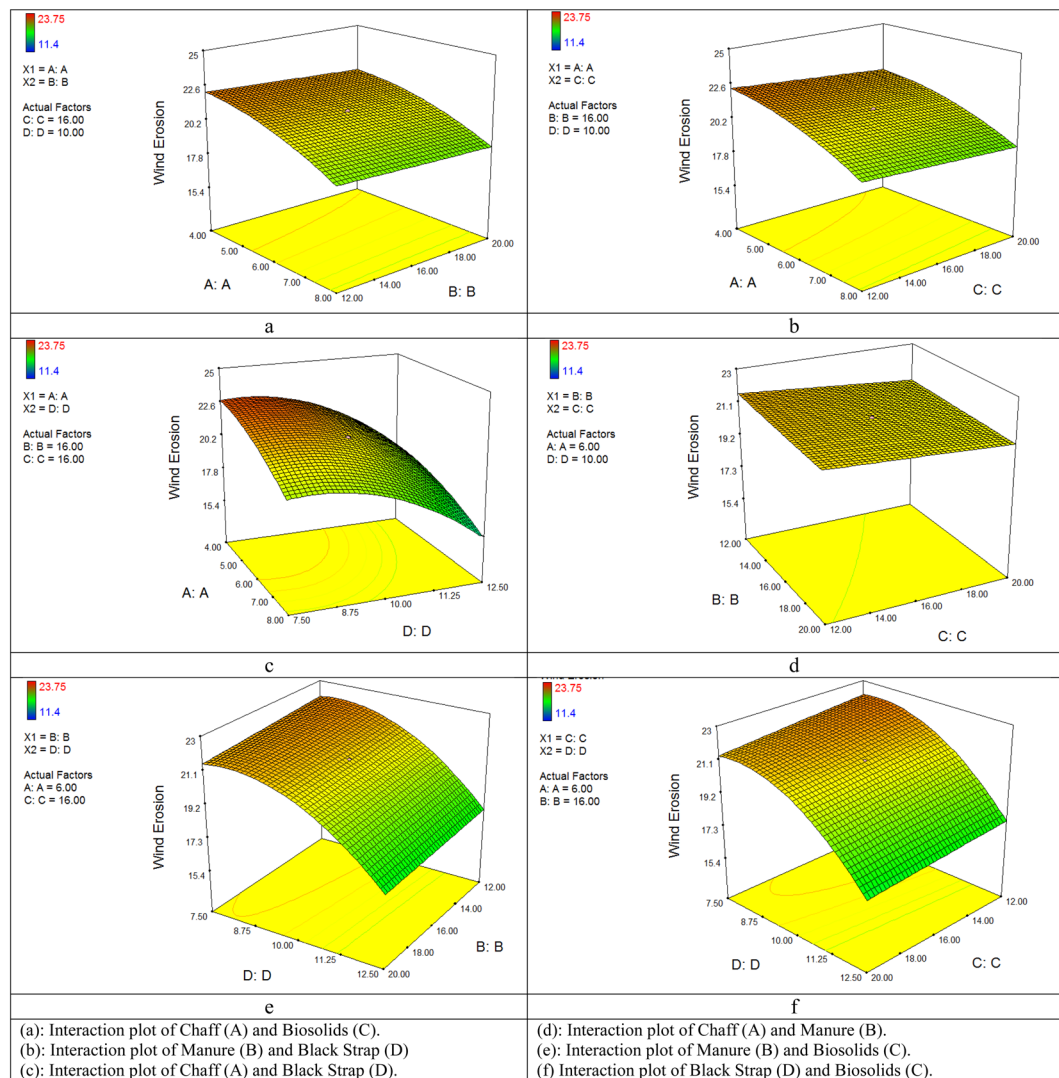 23.75
11.4
X1 = A: A
X2 = B: B
Actual Factors
C: C = 16.00
D: D = 10.00
25
22.6
20.2
17.8
15.4
Wind Erosion
4.00
5.00
6.00
7.00
8.00
A: A
12.00
14.00
16.00
18.00
20.00
B: B
a
23.75
11.4
X1 = A: A
X2 = C: C
Actual Factors
B: B = 16.00
D: D = 10.00
25
22.6
20.2
17.8
15.4
Wind Erosion
4.00
5.00
6.00
7.00
8.00
A: A
12.00
14.00
16.00
18.00
20.00
C: C
b
23.75
11.4
X1 = A: A
X2 = D: D
Actual Factors
B: B = 16.00
C: C = 16.00
25
22.6
20.2
17.8
15.4
Wind Erosion
4.00
5.00
6.00
7.00
8.00
A: A
7.50
8.75
10.00
11.25
12.50
D: D
c
23.75
11.4
X1 = B: B
X2 = C: C
Actual Factors
A: A = 6.00
D: D = 10.00
23
21.1
19.2
17.3
15.4
Wind Erosion
12.00
14.00
16.00
18.00
20.00
B: B
12.00
14.00
16.00
18.00
20.00
C: C
d
23.75
11.4
X1 = B: B
X2 = D: D
Actual Factors
A: A = 6.00
C: C = 16.00
23
21.1
19.2
17.3
15.4
Wind Erosion
7.50
8.75
10.00
11.25
12.50
D: D
12.00
14.00
16.00
18.00
20.00
B: B
e
23.75
11.4
X1 = C: C
X2 = D: D
Actual Factors
A: A = 6.00
B: B = 16.00
23
21.1
19.2
17.3
15.4
Wind Erosion
7.50
8.75
10.00
11.25
12.50
D: D
12.00
14.00
16.00
18.00
20.00
C: C
f
(a): Interaction plot of Chaff (A) and Biosolids (C).
(b): Interaction plot of Manure (B) and Black Strap (D)
(c): Interaction plot of Chaff (A) and Black Strap (D).
(d): Interaction plot of Chaff (A) and Manure (B).
(e): Interaction plot of Manure (B) and Biosolids (C).
(f) Interaction plot of Black Strap (D) and Biosolids (C).